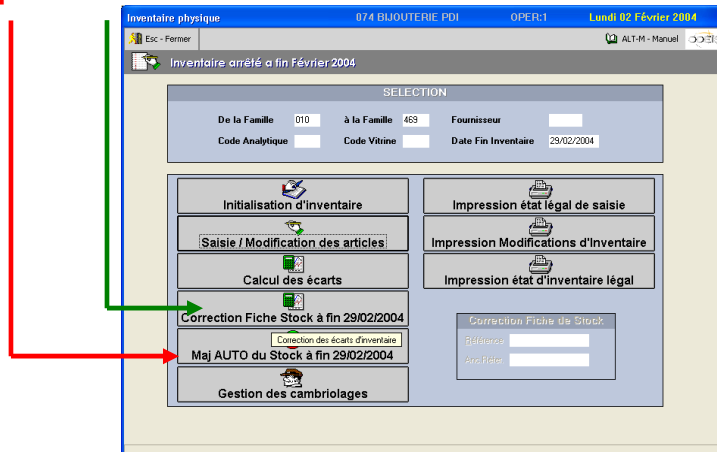 Inventaire physique 074 BIJOUTERIE PDI OPER:1 Lundi 02 Février 2004
Esc - Fermer ALT-M - Manuel
Inventaire arrêté a fin Février 2004
SELECTION
De la Famille 010 à la Famille 469 Fournisseur
Code Analytique Code Vitrine Date Fin Inventaire 29/02/2004
Initialisation d'inventaire Impression état légal de saisie
Saisie / Modification des articles Impression Modifications d'Inventaire
Calcul des écarts Impression état d'inventaire légal
Correction Fiche Stock à fin 29/02/2004
Correction Fiche de Stock
Référence
Correction des écarts d'inventaire
Maj AUTO du Stock à fin 29/02/2004
Gestion des cambriolages